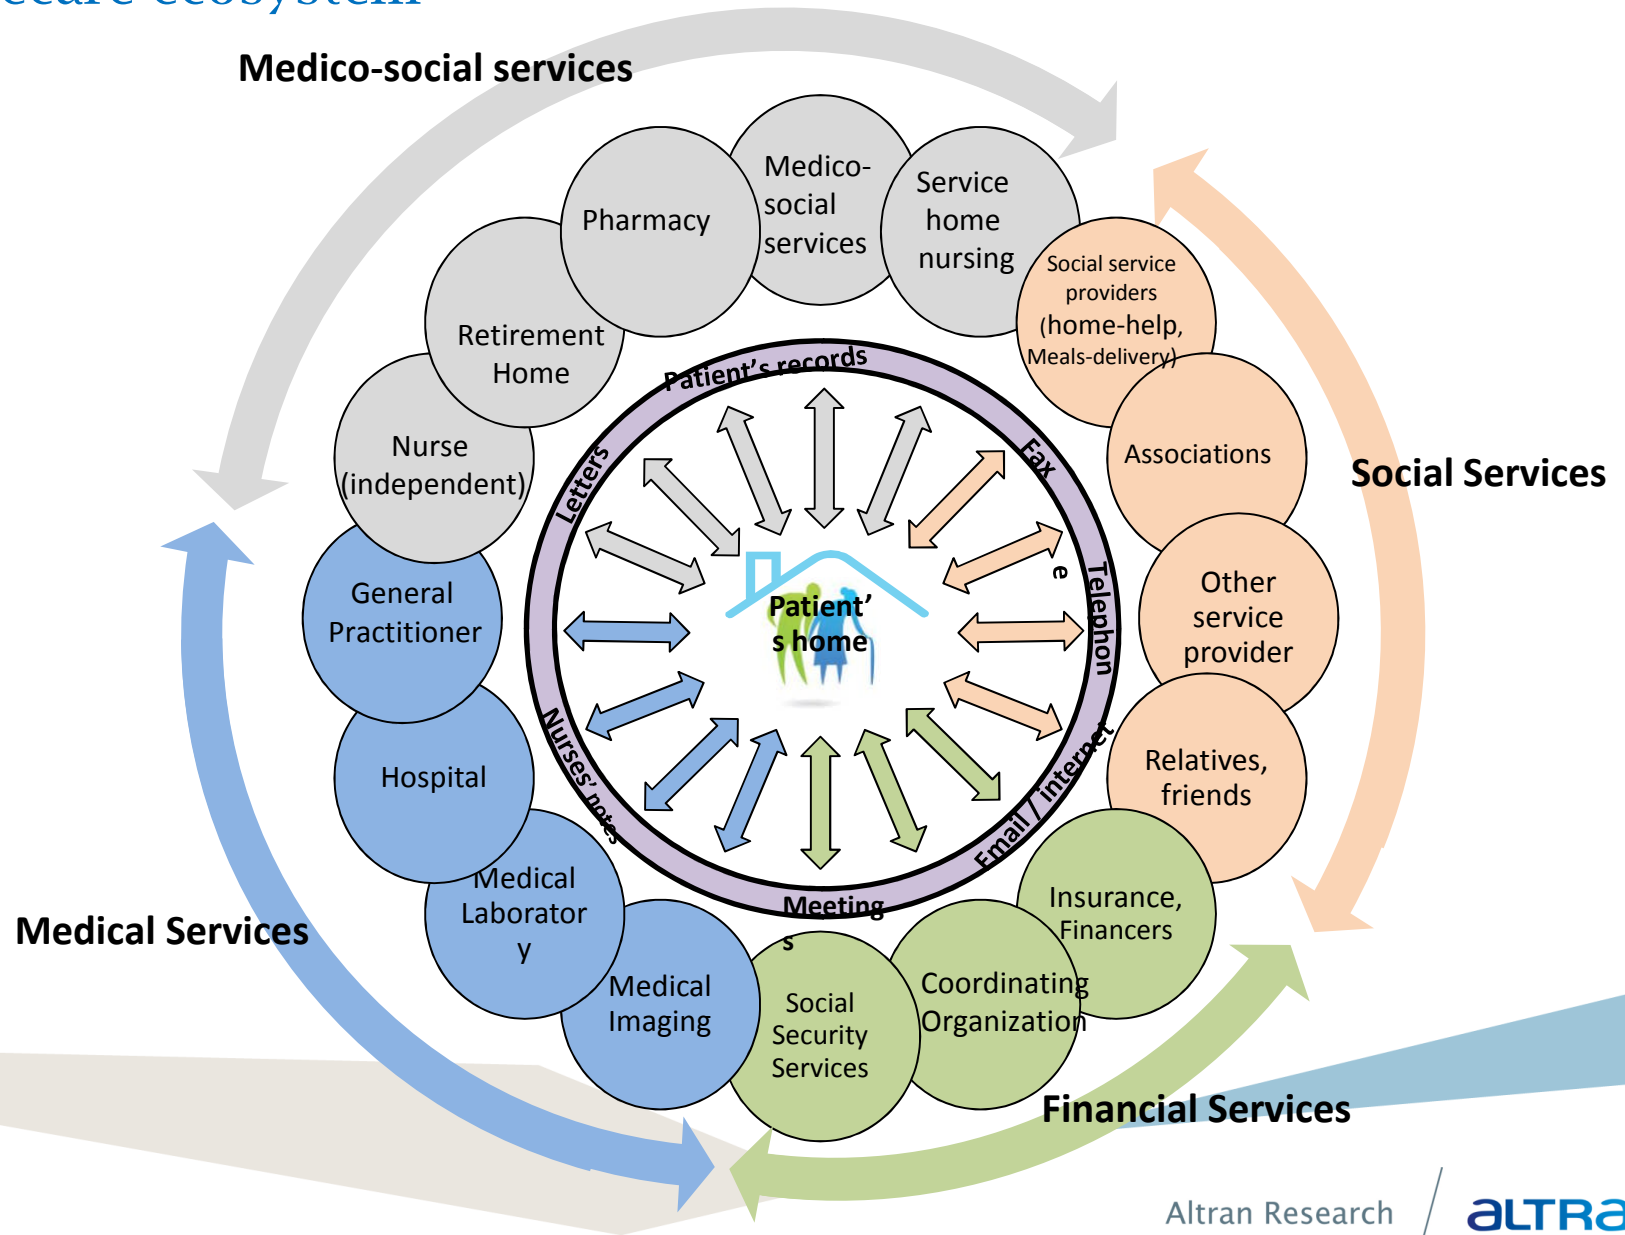 ecosystem
Medico-social services
Medico-
social
services
Service
home
nursing
Pharmacy
Social service
providers
(home-help,
Meals-delivery)
Retirement
Home
Patient's records
Nurse
(independent)
Letters
Fax
Associations
Social Services
General
Practitioner
Patient'
s home
Telephon
e
Other
service
provider
Hospital
Nurses' notes
Email / internet
Relatives,
friends
Medical
Laborator
y
Meeting
s
Insurance,
Financers
Medical Services
Medical
Imaging
Social
Security
Services
Coordinating
Organization
Financial Services
Altran Research
aLTRa